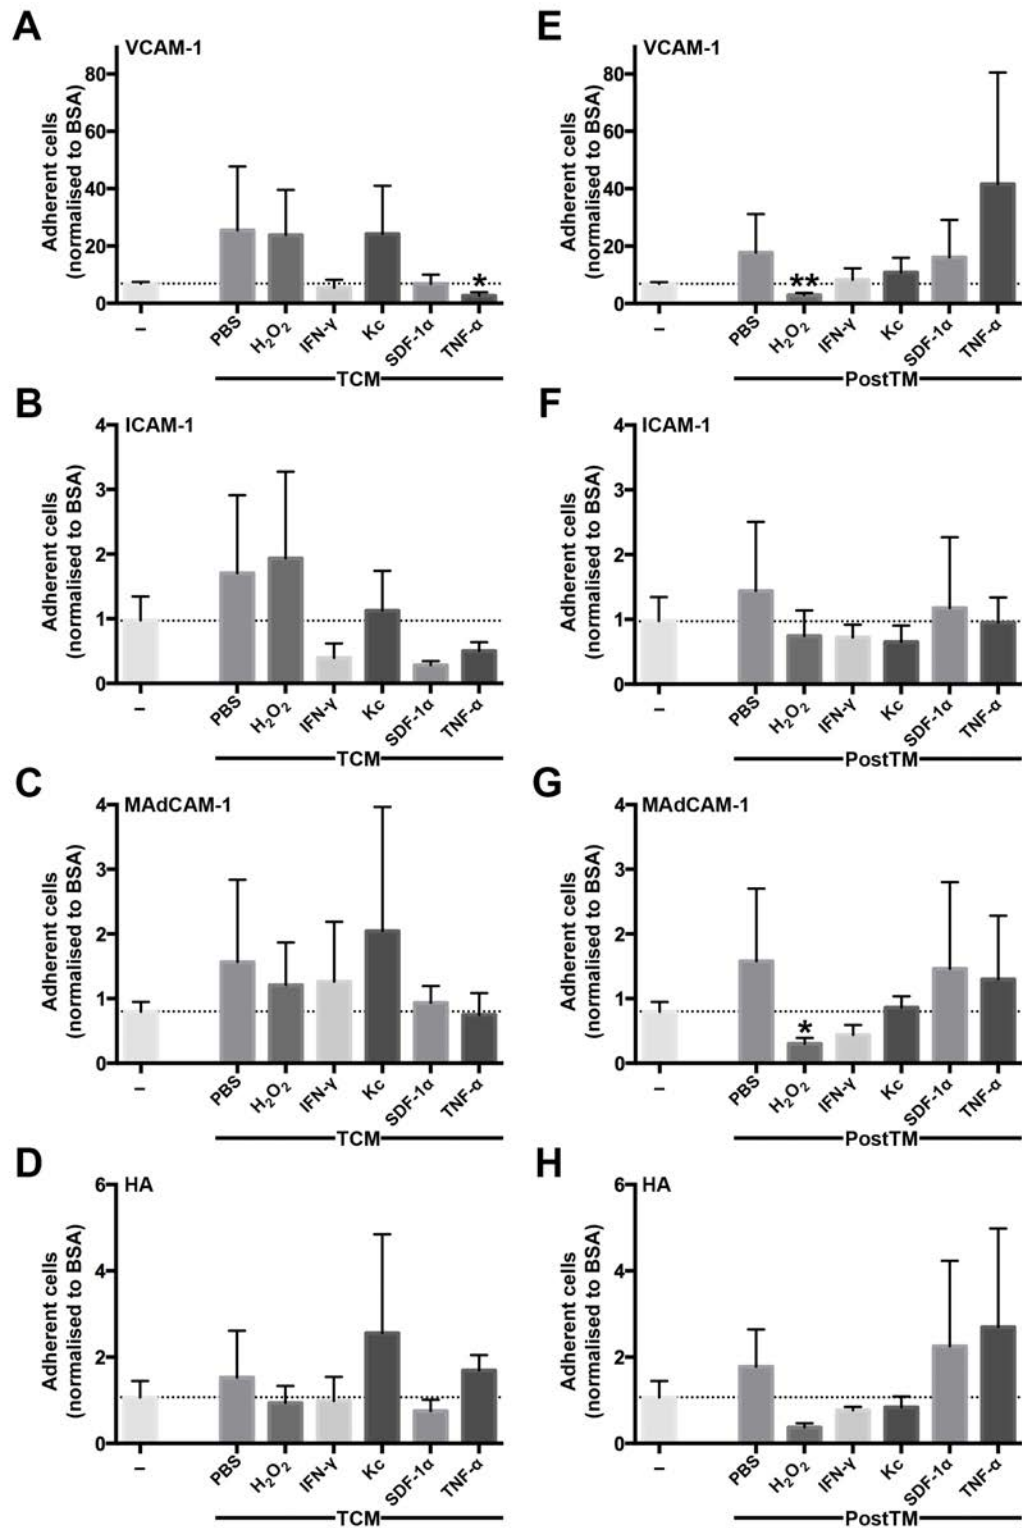 A
VCAM-1
Adherent cells
(normalised to BSA)
80
60
40
20
0
*
–
PBS
H₂O₂
IFN-γ
Kc
SDF-1α
TNF-α
TCM
E
VCAM-1
Adherent cells
(normalised to BSA)
80
60
40
20
0
**
–
PBS
H₂O₂
IFN-γ
Kc
SDF-1α
TNF-α
PostTM
B
ICAM-1
Adherent cells
(normalised to BSA)
4
3
2
1
0
–
PBS
H₂O₂
IFN-γ
Kc
SDF-1α
TNF-α
TCM
F
ICAM-1
Adherent cells
(normalised to BSA)
4
3
2
1
0
–
PBS
H₂O₂
IFN-γ
Kc
SDF-1α
TNF-α
PostTM
C
MAdCAM-1
Adherent cells
(normalised to BSA)
4
3
2
1
0
–
PBS
H₂O₂
IFN-γ
Kc
SDF-1α
TNF-α
TCM
G
MAdCAM-1
Adherent cells
(normalised to BSA)
4
3
2
1
0
*
–
PBS
H₂O₂
IFN-γ
Kc
SDF-1α
TNF-α
PostTM
D
HA
Adherent cells
(normalised to BSA)
6
4
2
0
–
PBS
H₂O₂
IFN-γ
Kc
SDF-1α
TNF-α
TCM
H
HA
Adherent cells
(normalised to BSA)
6
4
2
0
–
PBS
H₂O₂
IFN-γ
Kc
SDF-1α
TNF-α
PostTM